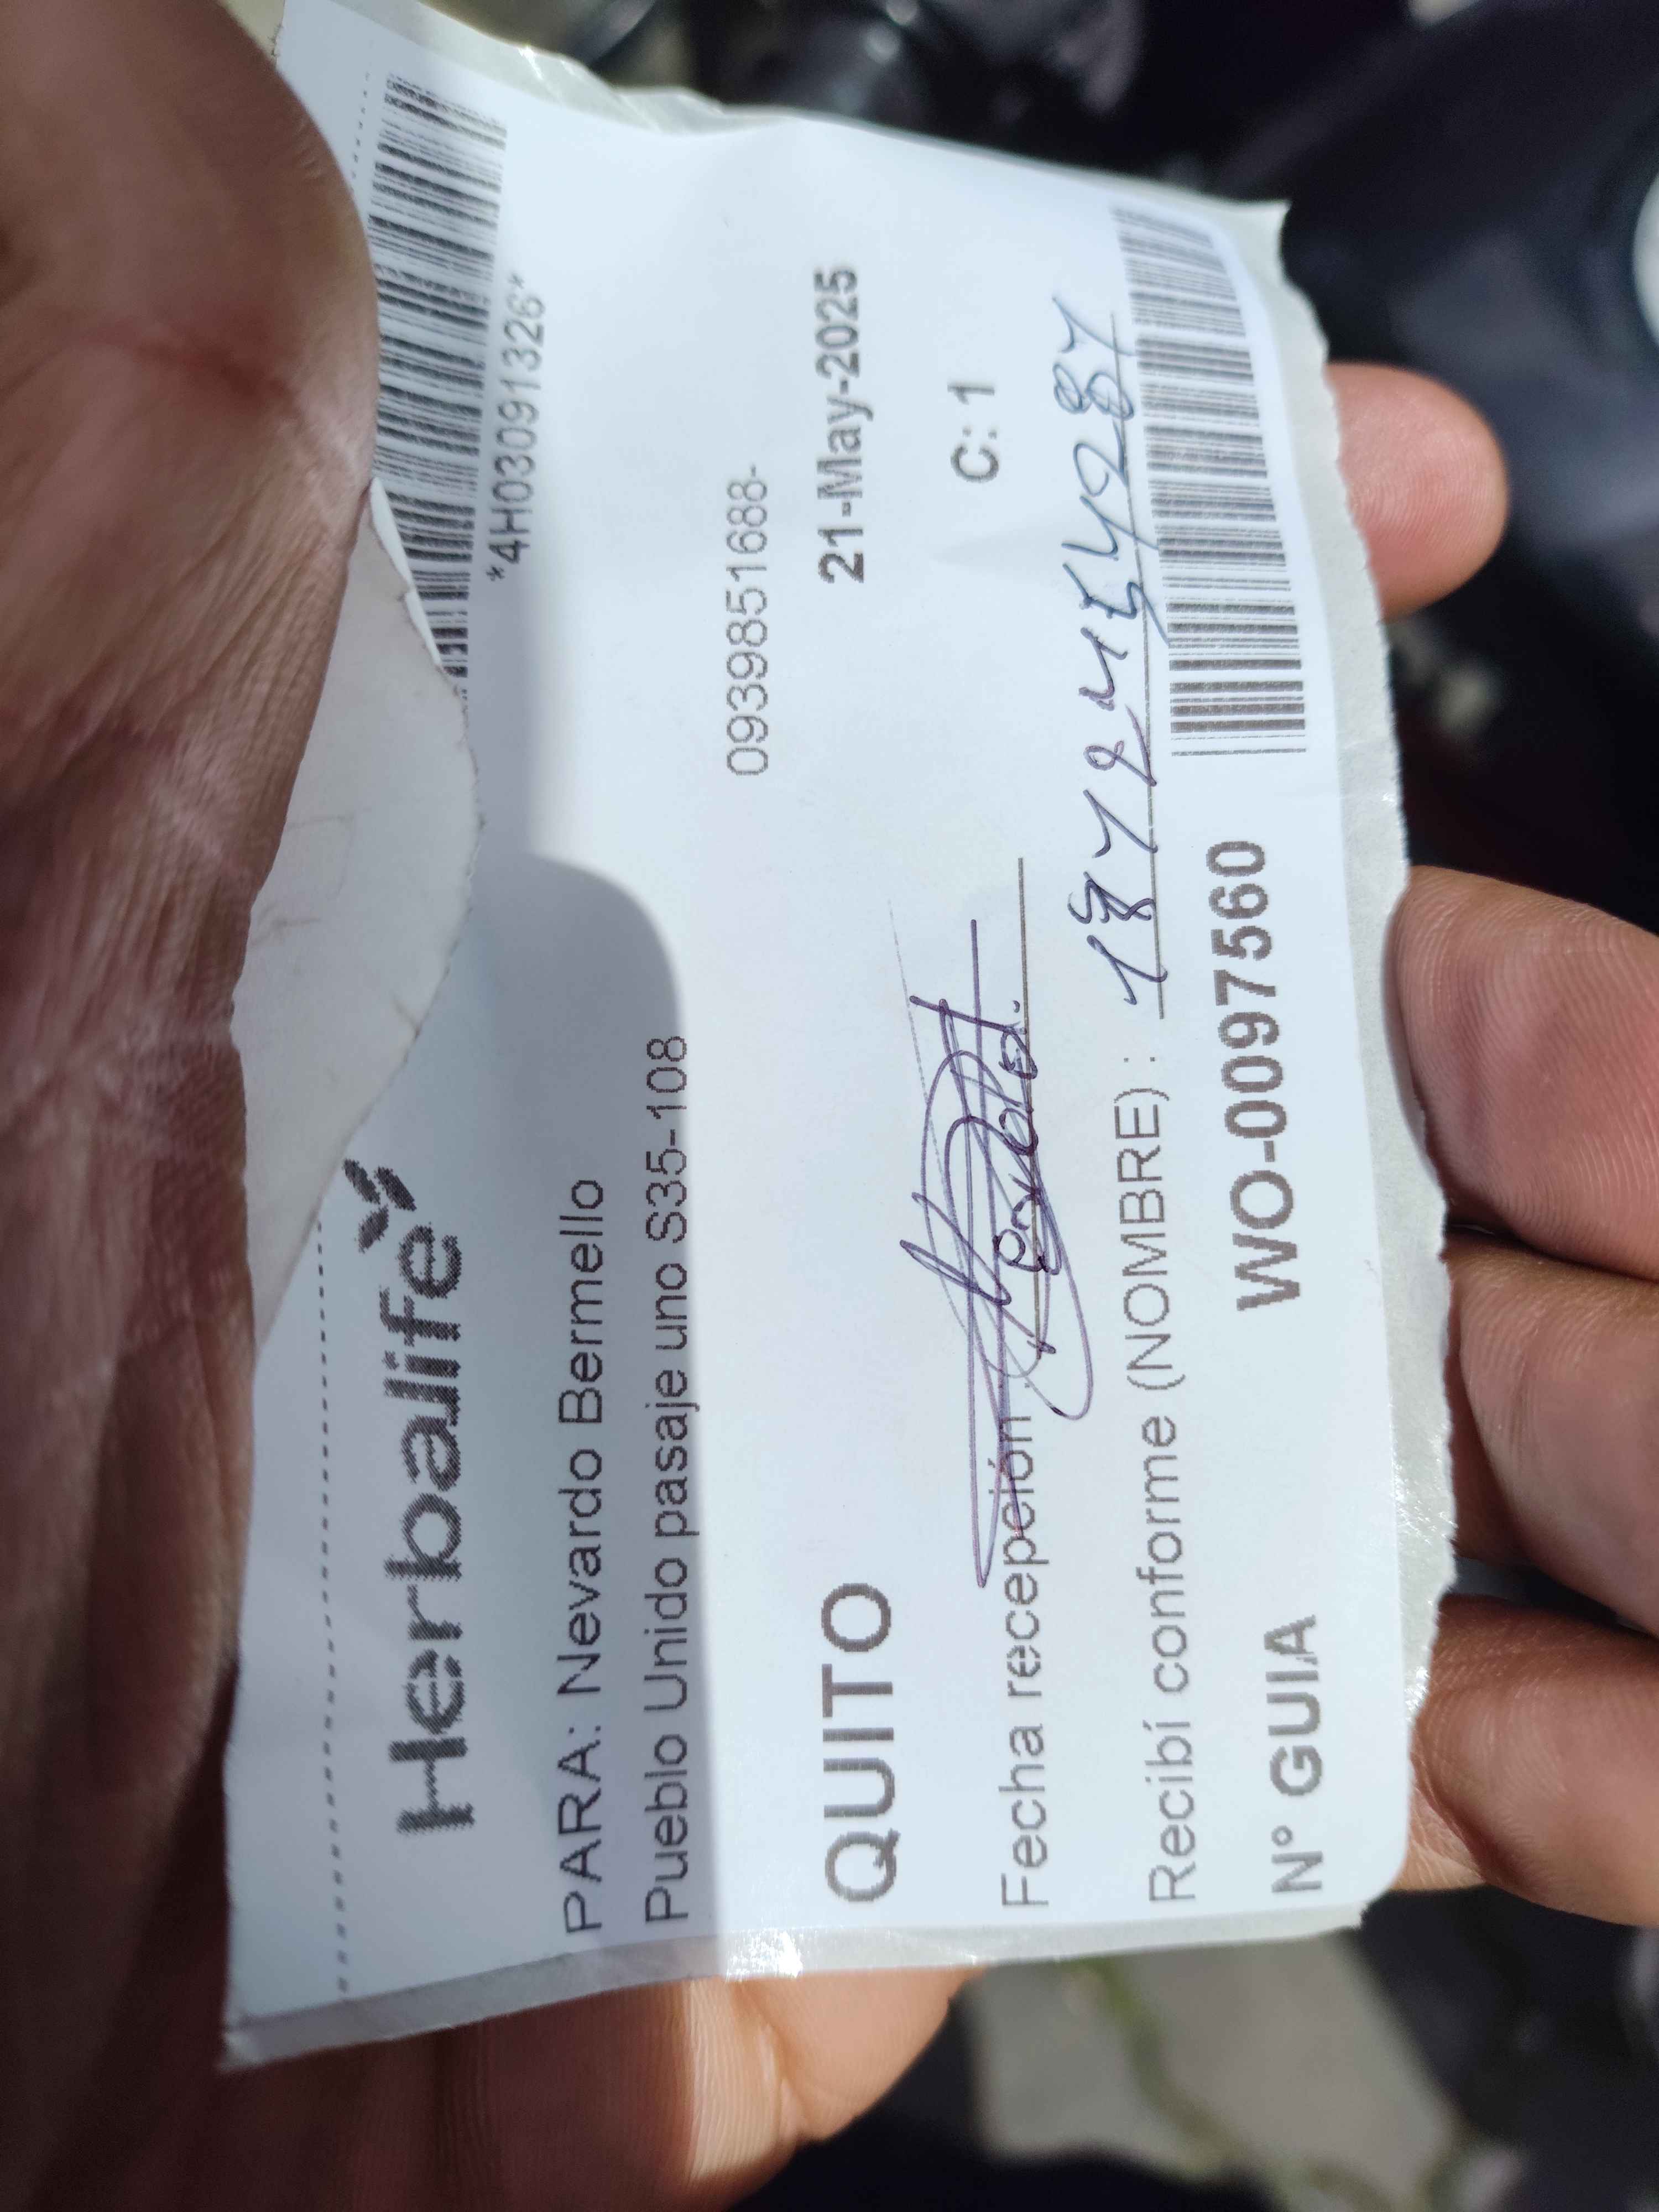 Herbalife
*4H03091326*
PARA: Nevardo Bermello
Pueblo Unido pasaje uno S35-108
0939851688-
QUITO
21-May-2025
Fecha recepción
C: 1
Recibí conforme (NOMBRE) :
N° GUIA WO-0097560